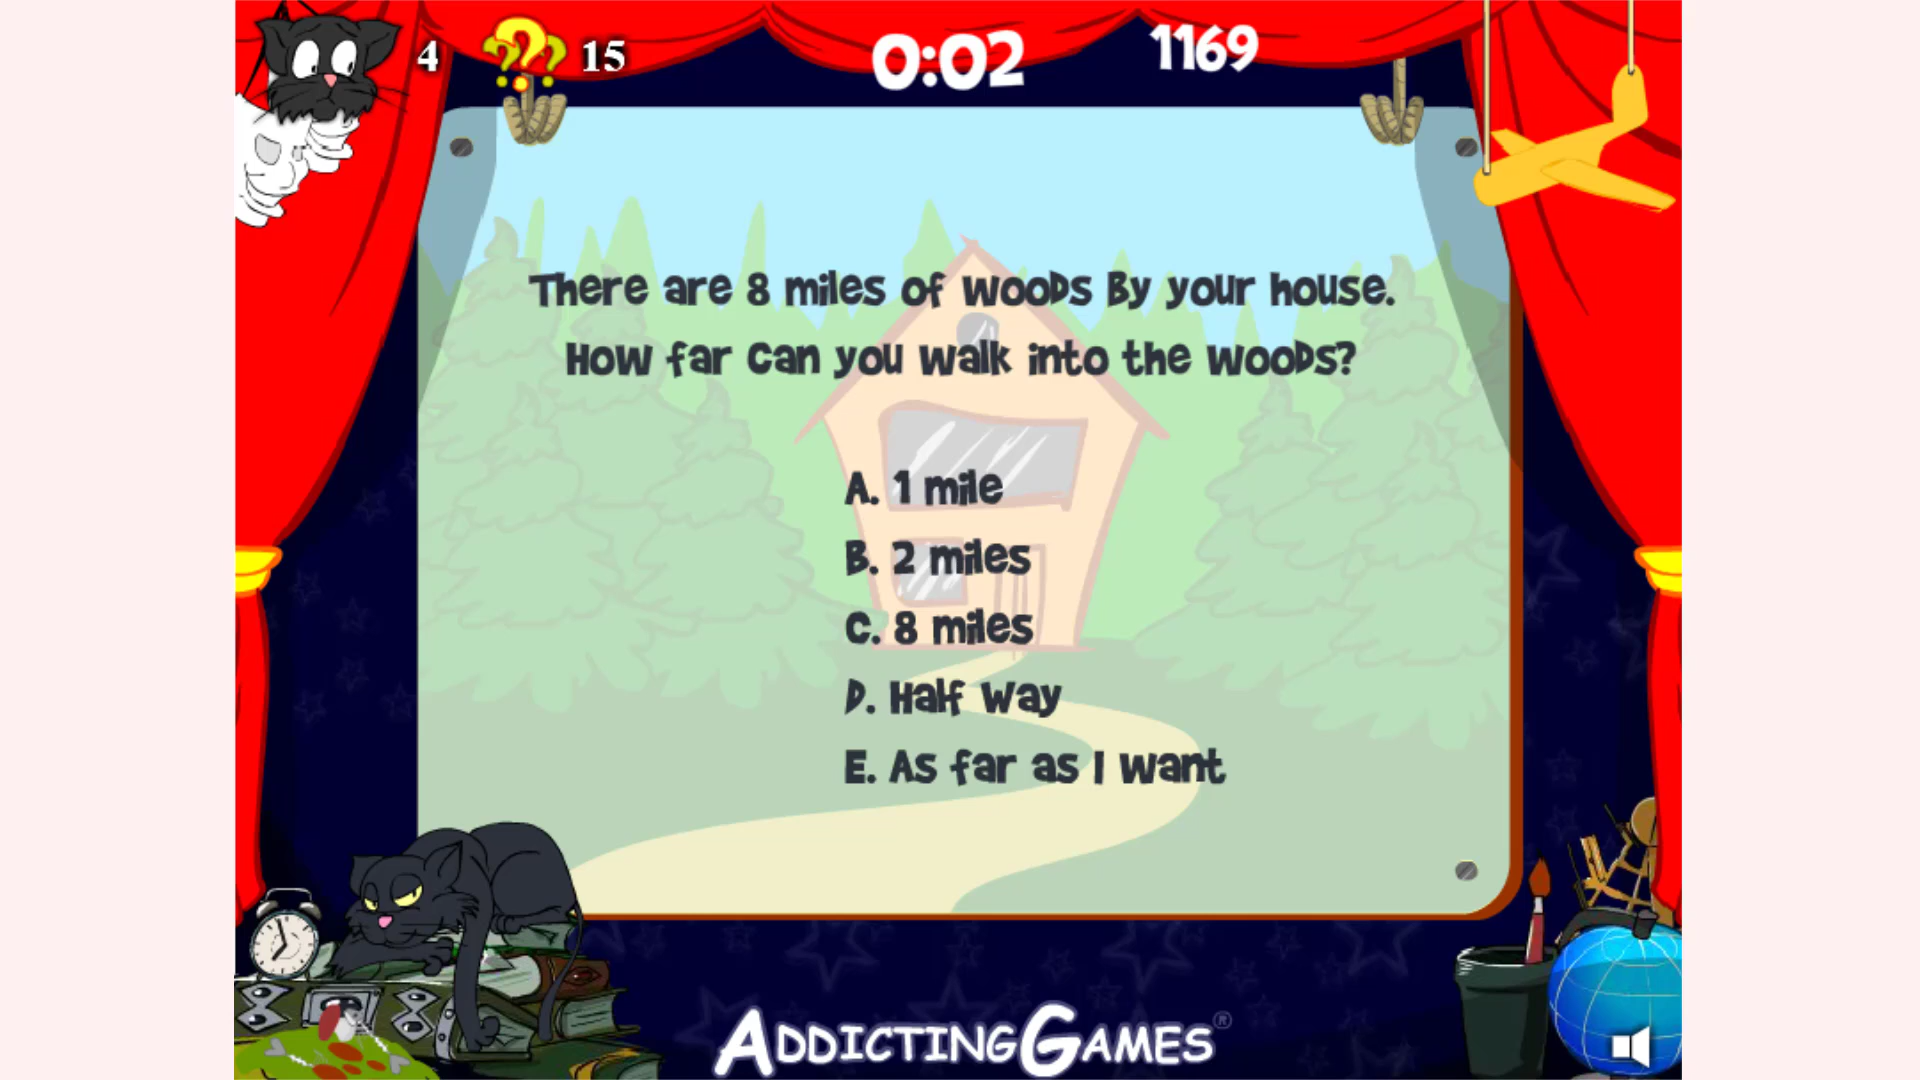 4
15
0:02
1169
There are 8 miles of woods By your house.
How far can you walk into the woods?
A. 1 mile
B. 2 miles
C. 8 miles
D. Half way
E. As far as I want
ADDICTINGGAMES®